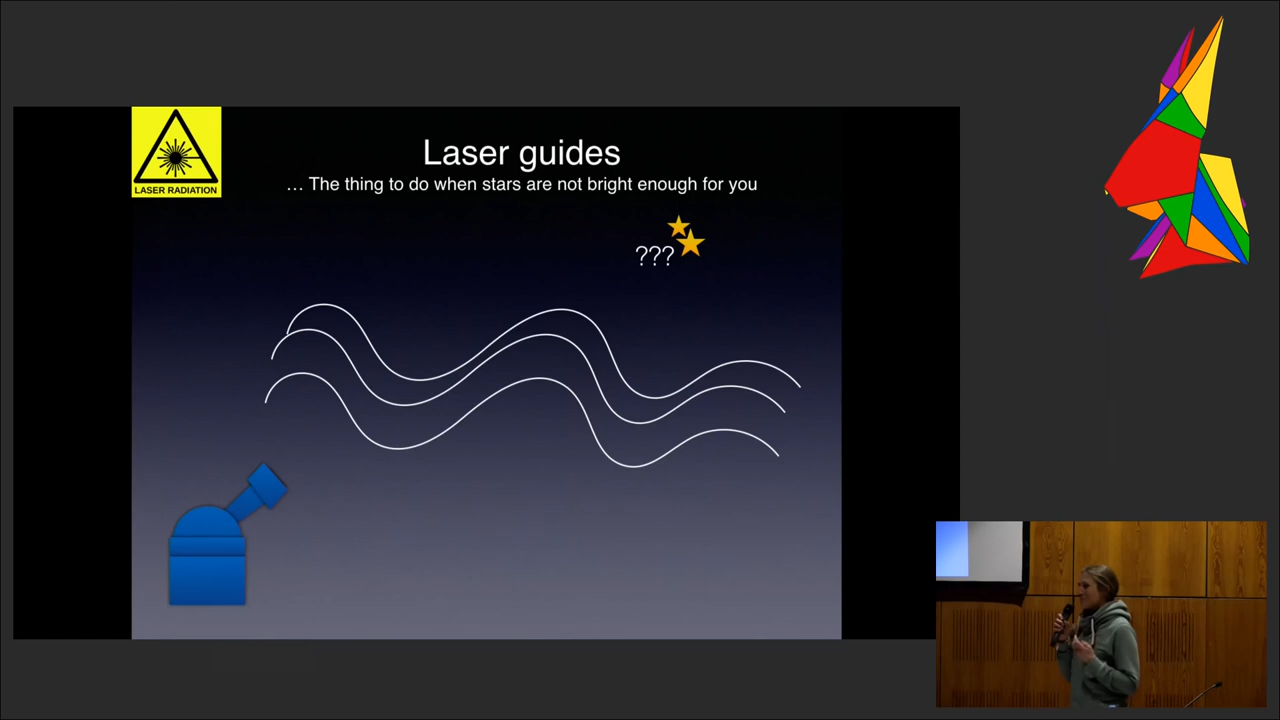 LASER RADIATION
Laser guides
… The thing to do when stars are not bright enough for you
???